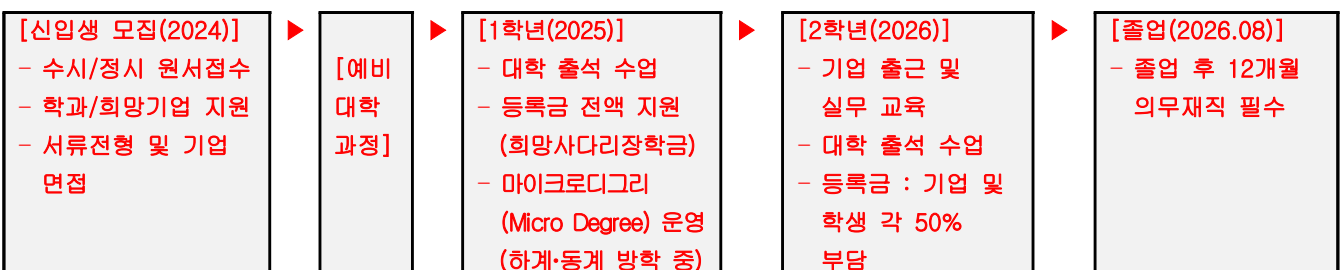 [신입생 모집(2024)]
- 수시/정시 원서접수
- 학과/희망기업 지원
- 서류전형 및 기업
면접
▶
[예비
대학
과정]
▶
[1학년(2025)]
- 대학 출석 수업
- 등록금 전액 지원
(희망사다리장학금)
- 마이크로디그리
(Micro Degree) 운영
(하계·동계 방학 중)
▶
[2학년(2026)]
- 기업 출근 및
실무 교육
- 대학 출석 수업
- 등록금 : 기업 및
학생 각 50%
부담
▶
[졸업(2026.08)]
- 졸업 후 12개월
의무재직 필수